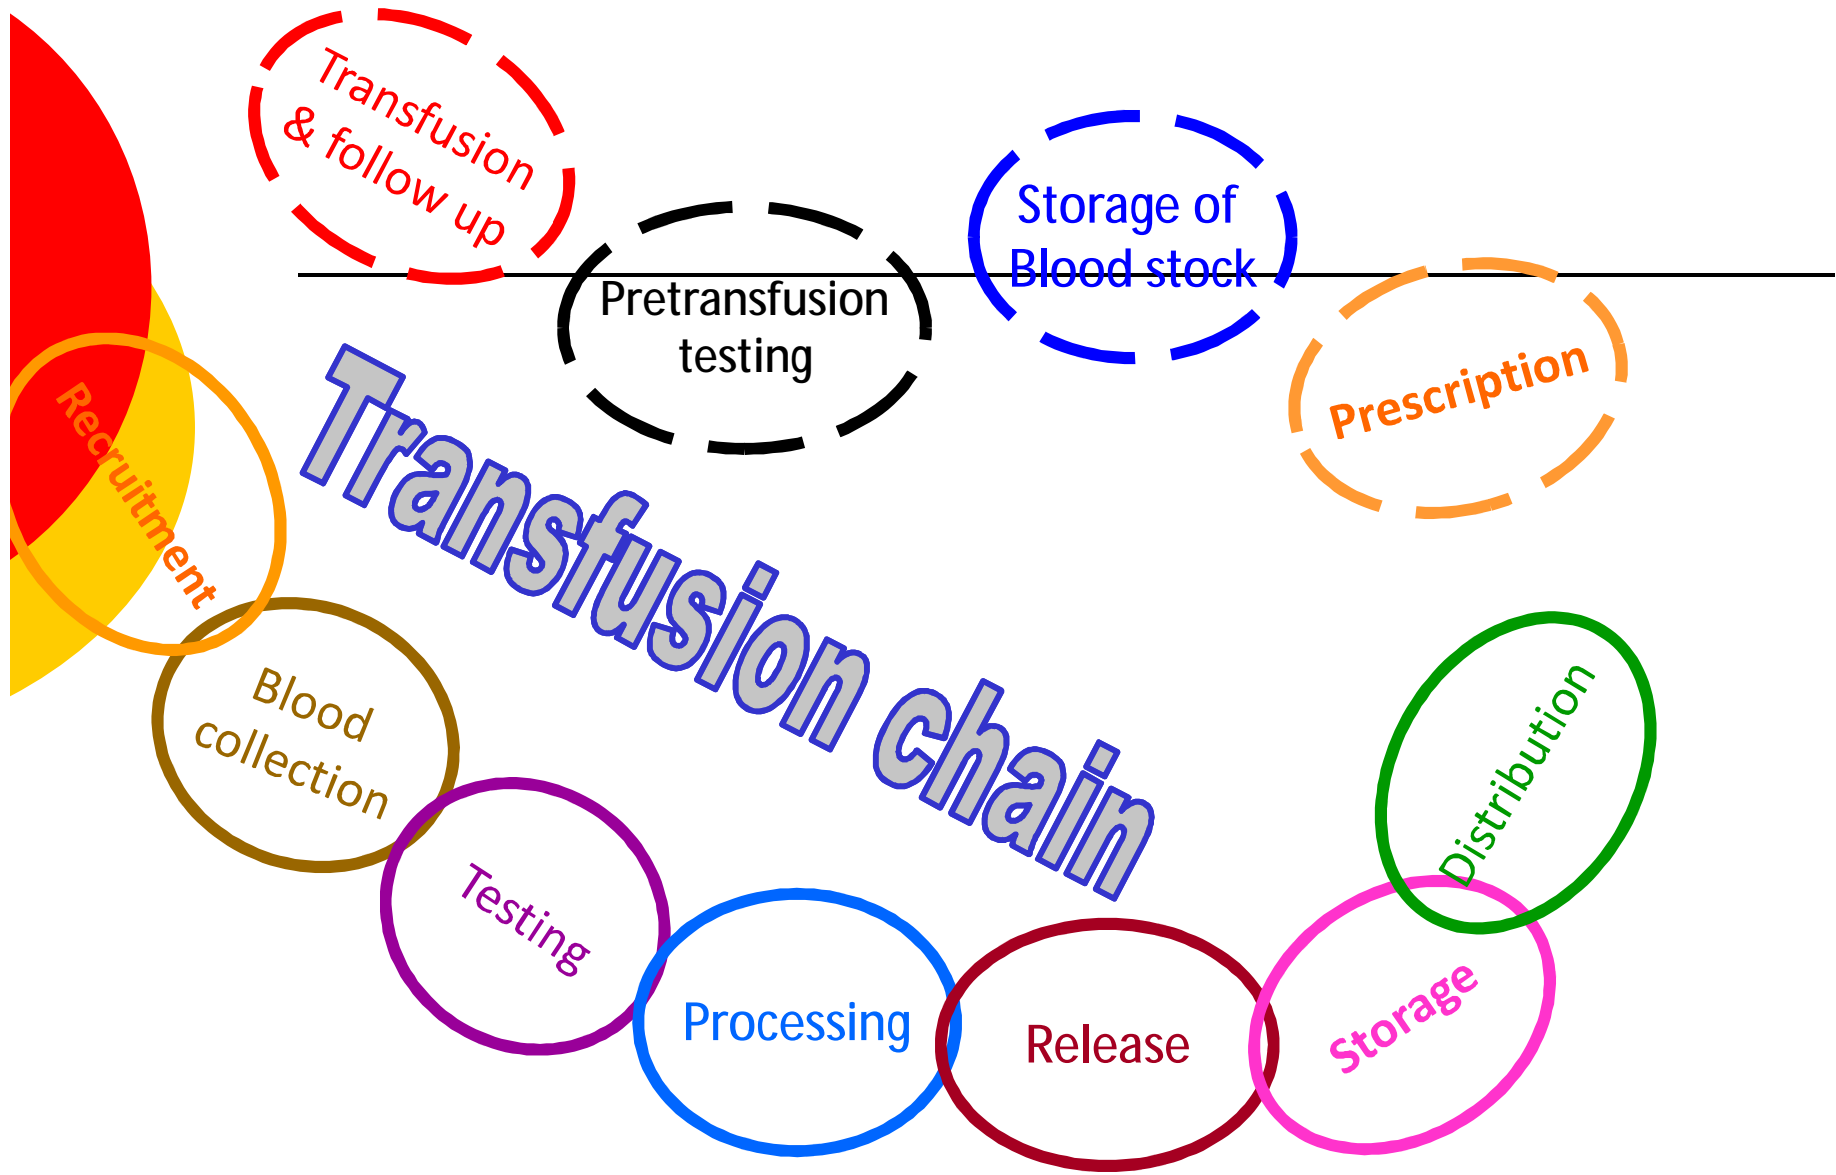 Transfusion
& follow up
Storage of
Blood stock
Pretransfusion
testing
Prescription
Recruitment
Transfusion chain
Blood
collection
Distribution
Testing
Processing
Release
Storage